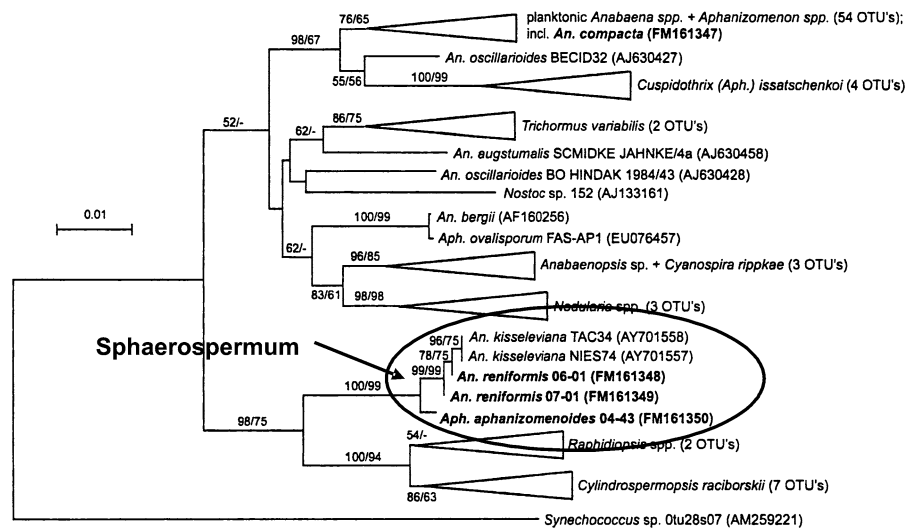 76/65
planktonic Anabaena spp. + Aphanizomenon spp. (54 OTU's);
incl. An. compacta (FM161347)
98/67
An. oscillarioides BECID32 (AJ630427)
55/56
100/99
Cuspidothrix (Aph.) issatschenkoi (4 OTU's)
52/-
86/75
Trichormus variabilis (2 OTU's)
62/-
An. augstumalis SCMIDKE JAHNKE/4a (AJ630458)
An. oscillarioides BO HINDAK 1984/43 (AJ630428)
Nostoc sp. 152 (AJ133161)
0.01
100/99
An. bergii (AF160256)
Aph. ovalisporum FAS-AP1 (EU076457)
62/-
96/85
Anabaenopsis sp. + Cyanospira rippkae (3 OTU's)
83/61
98/98
Nodularia spp. (3 OTU's)
Sphaerospermum
96/75
An. kisseleviana TAC34 (AY701558)
78/75
An. kisseleviana NIES74 (AY701557)
99/99
An. reniformis 06-01 (FM161348)
100/99
An. reniformis 07-01 (FM161349)
Aph. aphanizomenoides 04-43 (FM161350)
98/75
54/-
Raphidiopsis spp. (2 OTU's)
100/94
Cylindrospermopsis raciborskii (7 OTU's)
86/63
Synechococcus sp. 0tu28s07 (AM259221)